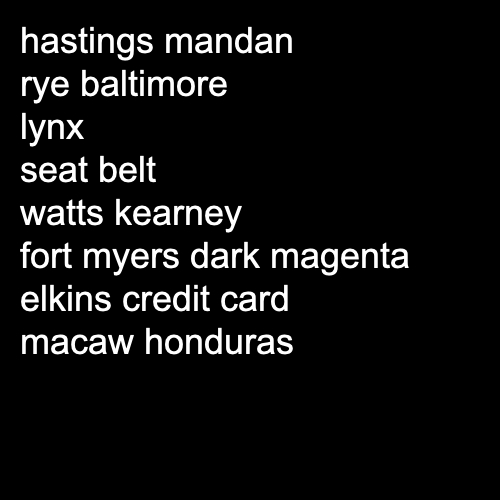 hastings mandan
rye baltimore
lynx
seat belt
watts kearney
fort myers dark magenta
elkins credit card
macaw honduras